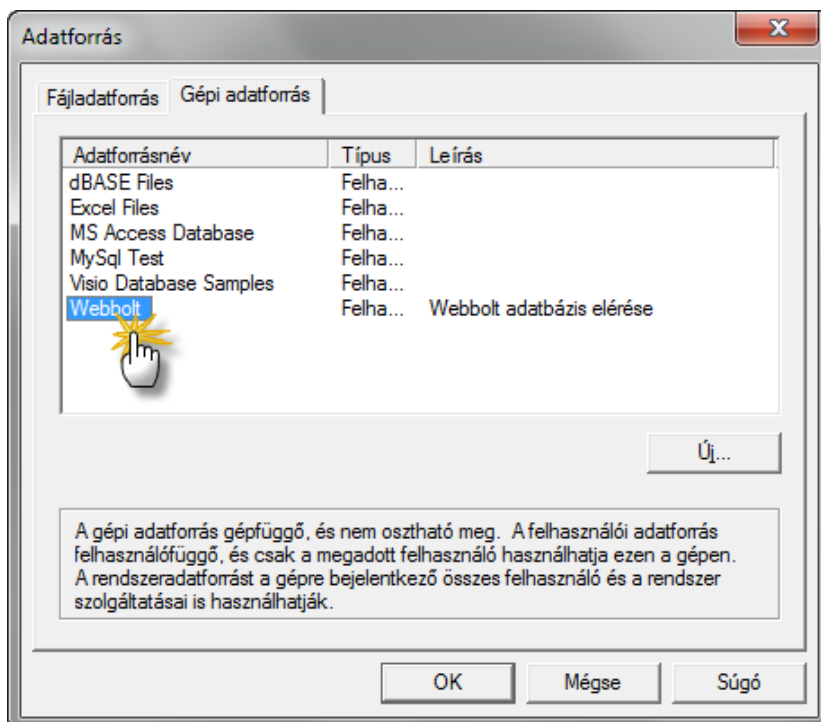 Adatforrás
Fájladatforrás Gépi adatforrás
Adatforrásnév Típus Leírás
dBASE Files Felha...
Excel Files Felha...
MS Access Database Felha...
MySql Test Felha...
Visio Database Samples Felha...
Webbolt Felha... Webbolt adatbázis elérése
Új...
A gépi adatforrás gépfüggő, és nem osztható meg. A felhasználói adatforrás
felhasználófüggő, és csak a megadott felhasználó használhatja ezen a gépen.
A rendszeradatforrást a gépre bejelentkező összes felhasználó és a rendszer
szolgáltatásai is használhatják.
OK Mégse Súgó